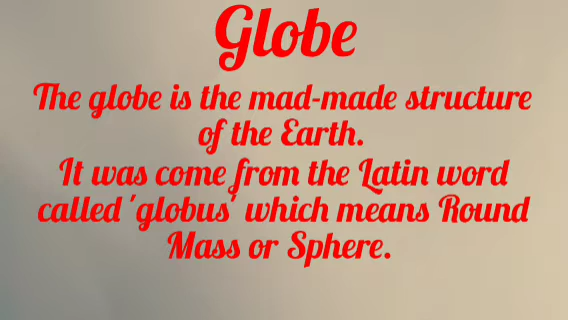 Globe
The globe is the mad-made structure
of the Earth.
It was come from the Latin word
called 'globus' which means Round
Mass or Sphere.